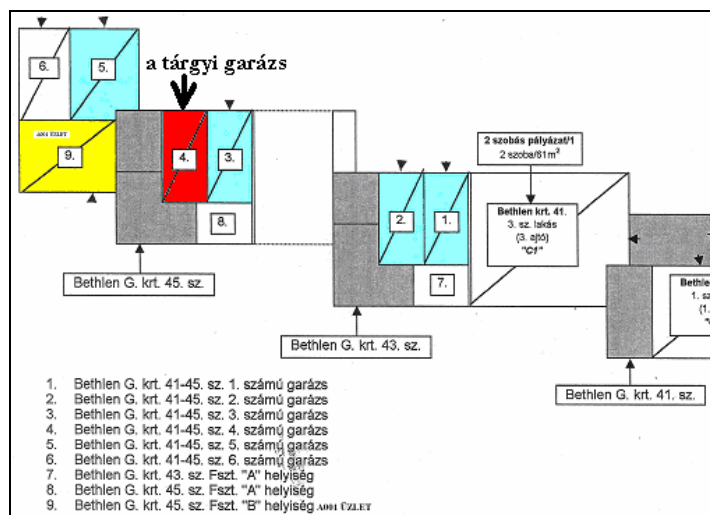 6.
5.
a tárgyi garázs
A001 ÜZLET
9.
4.
3.
8.
2 szobás pályázat/1
2 szoba/61m²
2.
1.
Bethlen krt. 41.
3. sz. lakás
(3. ajtó)
"C1"
7.
Bethlen G. krt. 45. sz.
Bethlen G. krt. 43. sz.
Bethlen G. krt. 41. sz.
1. Bethlen G. krt. 41-45. sz. 1. számú garázs
2. Bethlen G. krt. 41-45. sz. 2. számú garázs
3. Bethlen G. krt. 41-45. sz. 3. számú garázs
4. Bethlen G. krt. 41-45. sz. 4. számú garázs
5. Bethlen G. krt. 41-45. sz. 5. számú garázs
6. Bethlen G. krt. 41-45. sz. 6. számú garázs
7. Bethlen G. krt. 43. sz. Fszt. "A" helyiség
8. Bethlen G. krt. 45. sz. Fszt. "A" helyiség
9. Bethlen G. krt. 45. sz. Fszt. "B" helyiség A001 ÜZLET